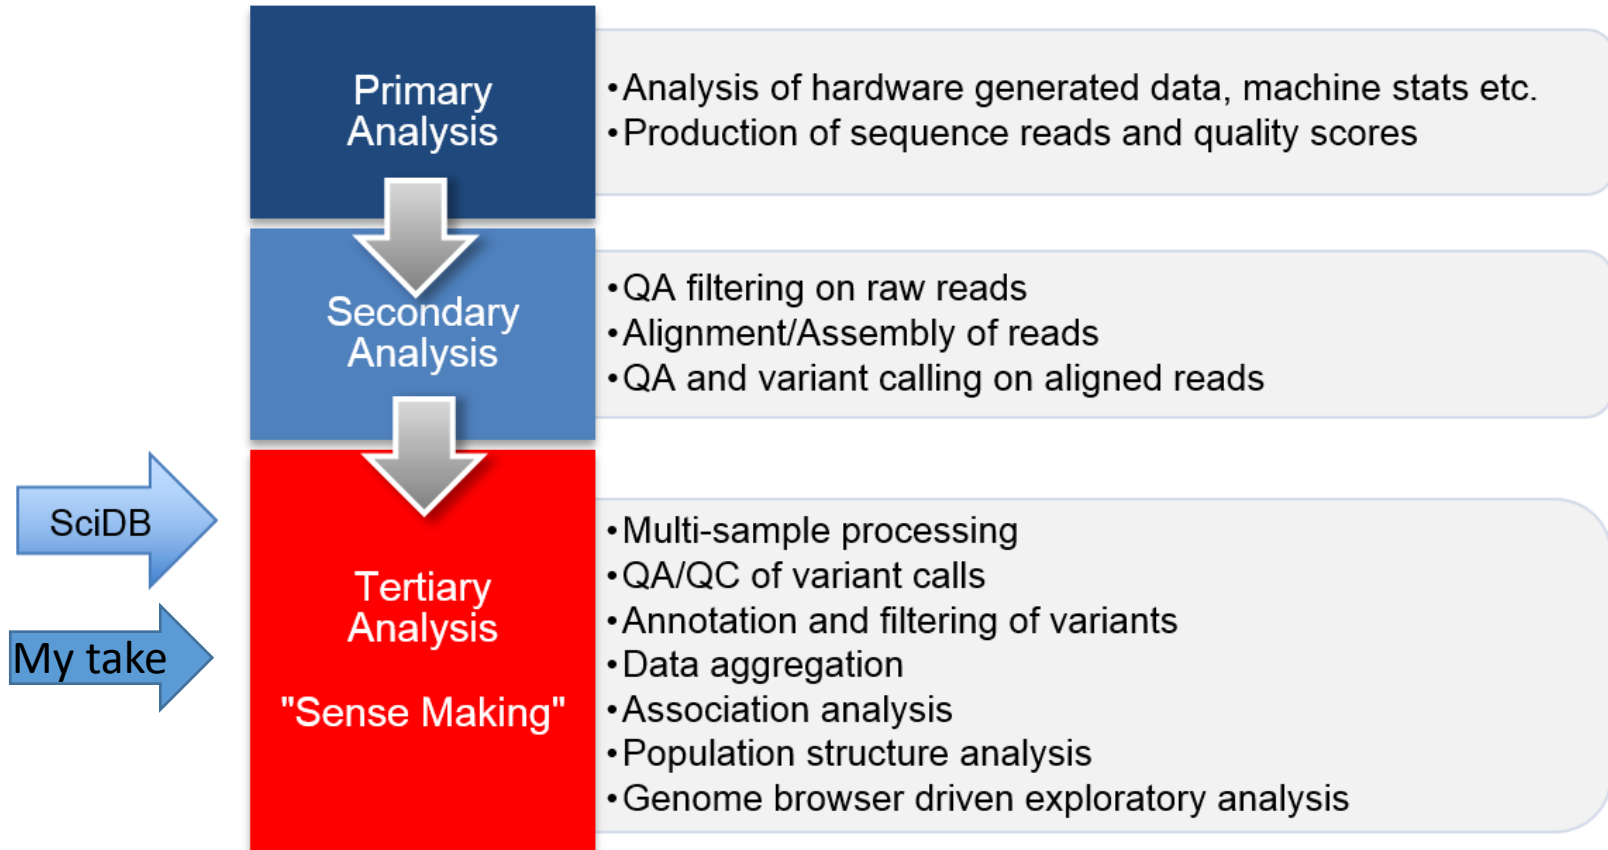 Primary
Analysis
•Analysis of hardware generated data, machine stats etc.
•Production of sequence reads and quality scores
Secondary
Analysis
•QA filtering on raw reads
•Alignment/Assembly of reads
•QA and variant calling on aligned reads
SciDB
My take
Tertiary
Analysis
"Sense Making"
•Multi-sample processing
•QA/QC of variant calls
•Annotation and filtering of variants
•Data aggregation
•Association analysis
•Population structure analysis
•Genome browser driven exploratory analysis